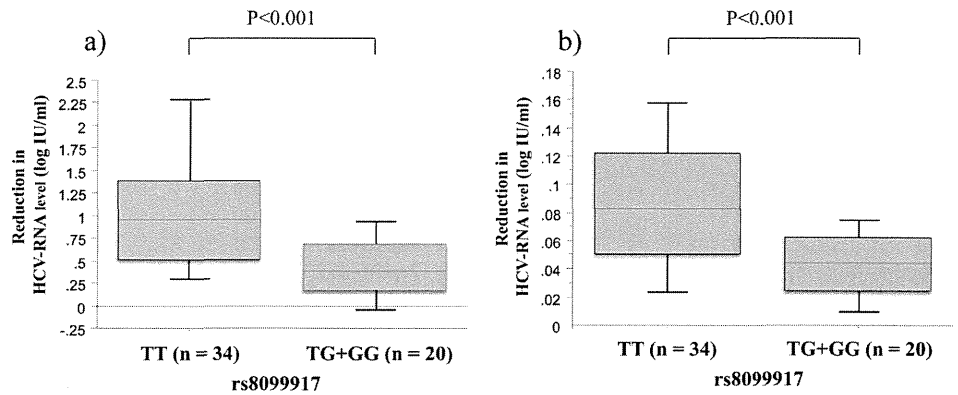 P<0.001
a)
Reduction in
HCV-RNA level (log IU/ml)
2.5
2.25
2
1.75
1.5
1.25
1
.75
.5
.25
0
-.25
TT (n = 34)
TG+GG (n = 20)
rs8099917
P<0.001
b)
Reduction in
HCV-RNA level (log IU/ml)
.18
.16
.14
.12
.1
.08
.06
.04
.02
0
TT (n = 34)
TG+GG (n = 20)
rs8099917